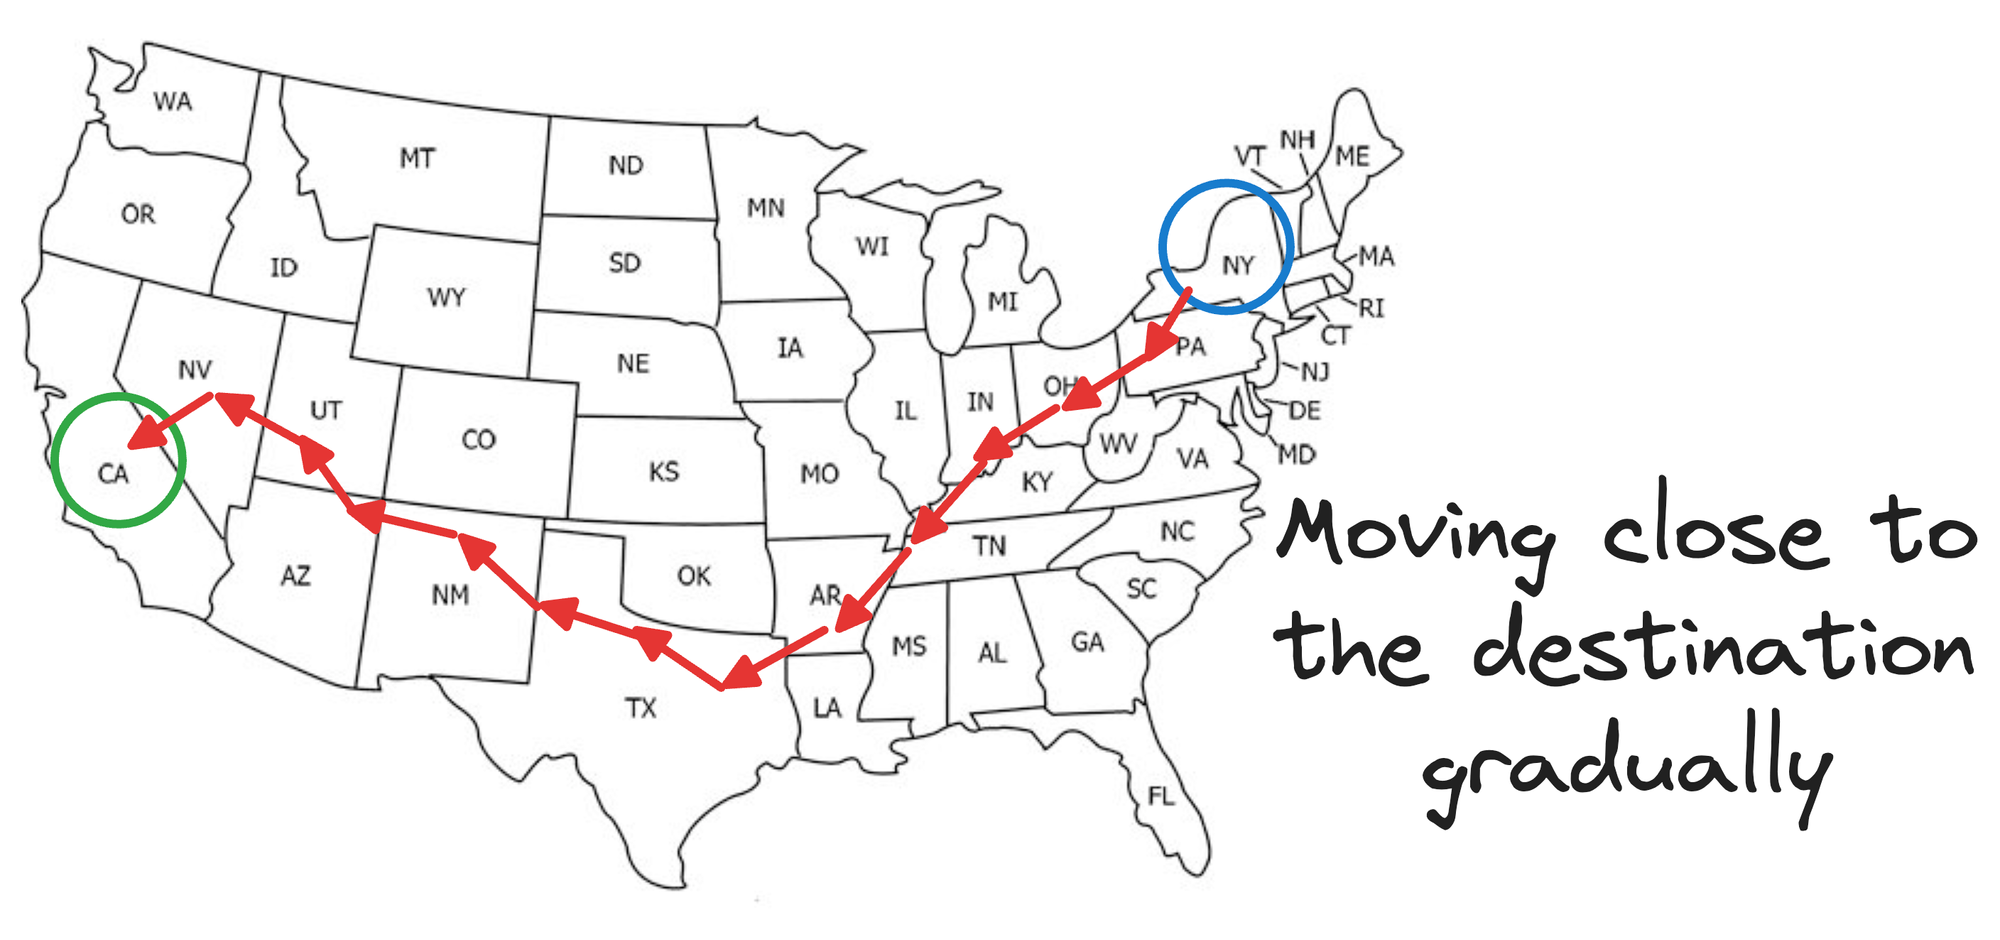 WA
MT
ND
MN
VT
NH
ME
OR
ID
SD
WI
NY
MA
WY
MI
RI
CT
NV
NE
IA
PA
NJ
UT
CO
IL
IN
OH
DE
CA
KS
MO
KY
WV
VA
MD
AZ
NM
OK
AR
TN
NC
SC
TX
LA
MS
AL
GA
FL
Moving close to
the destination
gradually